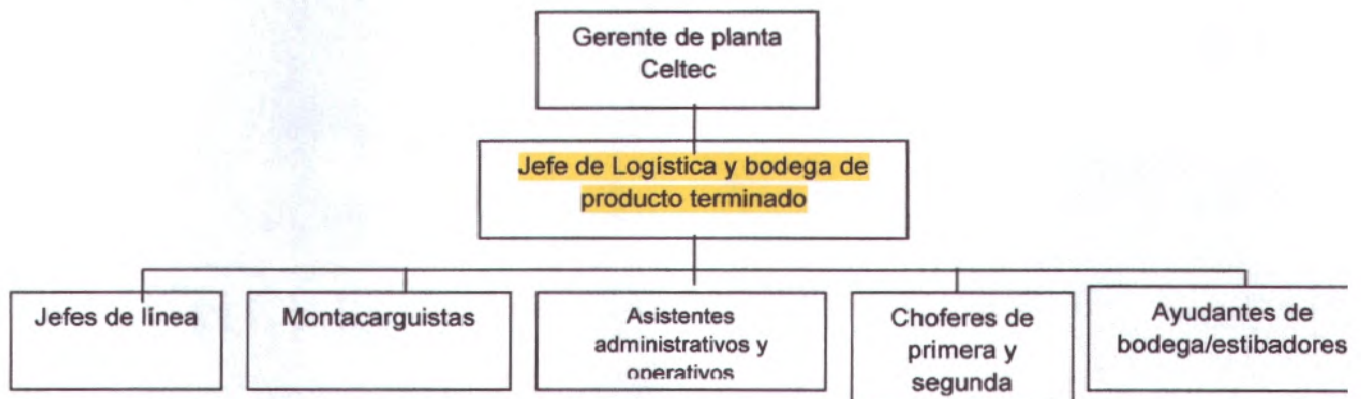 Gerente de planta
Celtec
Jefe de Logística y bodega de
producto terminado
Jefes de línea
Montacarguistas
Asistentes
administrativos y
operativos
Choferes de
primera y
segunda
Ayudantes de
bodega/estibadores